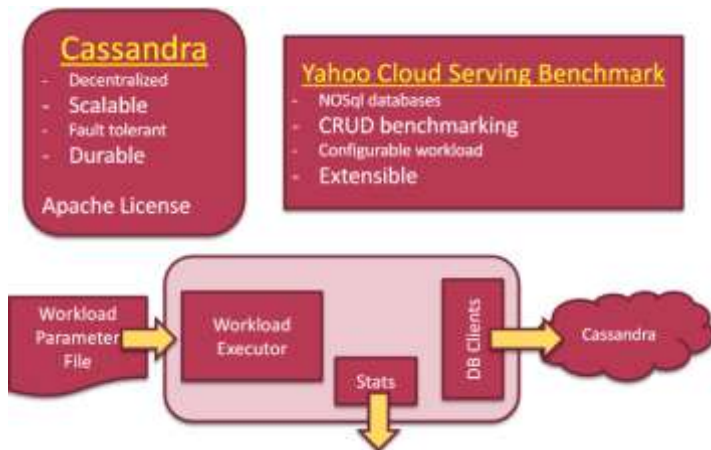 Cassandra
- Decentralized
- Scalable
- Fault tolerant
- Durable
Apache License
Yahoo Cloud Serving Benchmark
- NOSql databases
- CRUD benchmarking
- Configurable workload
- Extensible
Workload
Parameter
File
Workload
Executor
Stats
DB Clients
Cassandra